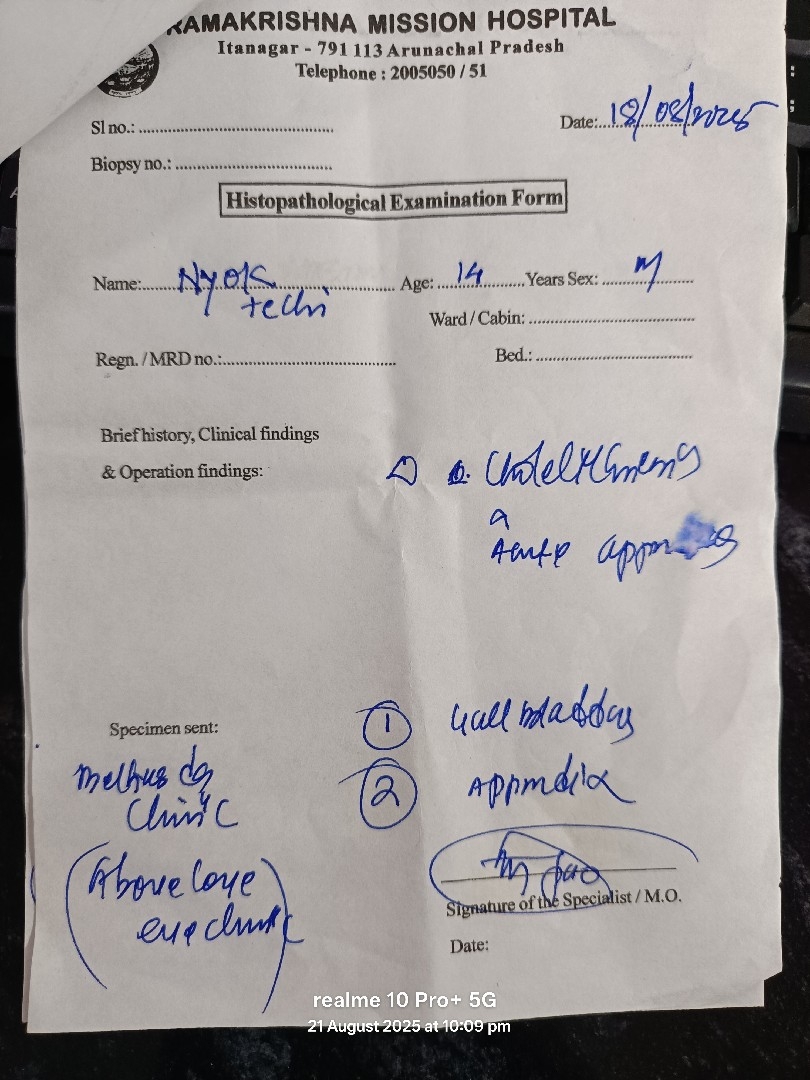 RAMAKRISHNA MISSION HOSPITAL
Itanagar - 791 113 Arunachal Pradesh
Telephone : 2005050 / 51
Sl no.: Date: 18/08/2025
Biopsy no.:
Histopathological Examination Form
Name: Nyok Techi Age: 14 Years Sex: M
Ward / Cabin:
Regn. / MRD no.: Bed.:
Brief history, Clinical findings
& Operation findings:
Acute
Specimen sent: 1 Gall bladder
2 Appendix
Clinic
(Above
eye clinic)
Signature of the Specialist / M.O.
Date:
realme 10 Pro+ 5G
21 August 2025 at 10:09 pm